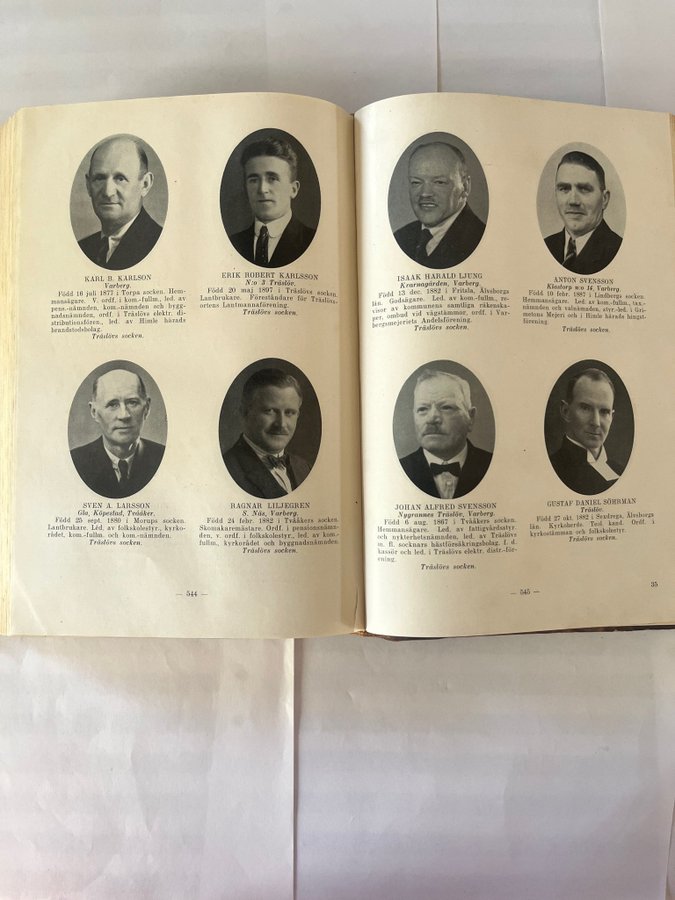 KARL B. KARLSON
Varberg.
Född 16 juli 1877 i Torpa socken. Hem-
mansägare. V. ordf. i kom.-fullm., led. av
pens.-nämnden, kom.-nämnden och bygg-
nadsnämnden, ordf. i Träslövs elektr. di-
stributionsfören., led. av Himle härads
brandstodsbolag.
Träslövs socken.
ERIK ROBERT KARLSSON
N:o 3 Träslöv.
Född 20 maj 1897 i Träslövs socken.
Lantbrukare. Föreståndare för Träslövs-
ortens Lantmannaförening.
Träslövs socken.
SVEN A. LARSSON
Gla. Köpstad, Tvååker.
Född 25 sept. 1880 i Morups socken.
Lantbrukare. Led. av folkskolestyr., kyrko-
rådet, kom.-fullm. och kom.-nämnden.
Träslövs socken.
RAGNAR LILJEGREN
S. Näs, Varberg.
Född 24 febr. 1882 i Tvååkers socken.
Skomakaremästare. Ordf. i pensionsnämn-
den, v. ordf. i folkskolestyr., led. av kom.-
fullm., kyrkorådet och byggnadsnämnden.
Träslövs socken.
— 544 —
ISAAK HARALD LJUNG
Kvarnagården, Varberg.
Född 13 dec. 1882 i Fritsla, Älvsborgs
län. Godsägare. Led. av kom.-fullm., re-
visor av kommunens samtliga räkenska-
per, ombud vid vägstämmor, ordf. i Var-
bergsmejeriets Andelsförening.
Träslövs socken.
ANTON SVENSSON
Klastorp n:o 14, Varberg.
Född 10 febr. 1887 i Lindbergs socken.
Hemmansägare. Led. av kom.-fullm., tax.-
nämnden och valnämnden, styr.-led. i Gri-
metons Mejeri och i Himle härads hingst-
förening.
Träslövs socken.
JOHAN ALFRED SVENSSON
Nygrannes Träslöv, Varberg.
Född 6 aug. 1867 i Tvååkers socken.
Hemmansägare. Led. av fattigvårdsstyr.
och nykterhetsnämnden, led. av Träslövs
m. fl. socknars hästförsäkringsbolag, f. d.
kassör och led. i Träslövs elektr. distr.-för-
ening.
Träslövs socken.
GUSTAF DANIEL SÖHRMAN
Träslöv.
Född 27 okt. 1882 i Sexdrega, Älvsborgs
län. Kyrkoherde. Teol. kand. Ordf. i
kyrkostämman och folkskolestyr.
Träslövs socken.
— 545 —
35